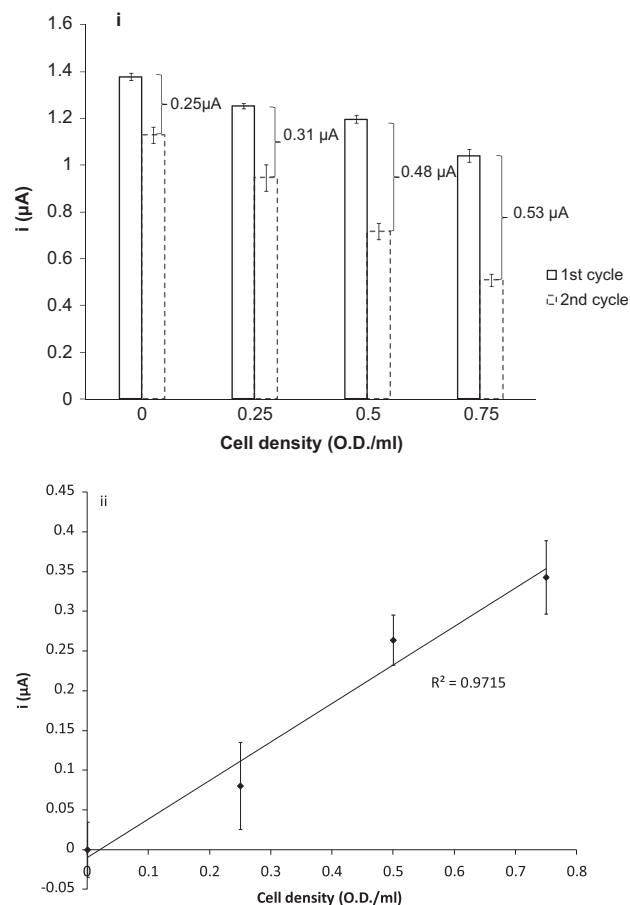 i
1.6
1.4
1.2
1
0.8
0.6
0.4
0.2
0
i (µA)
0.25µA
0.31 µA
0.48 µA
0.53 µA
1st cycle
2nd cycle
0 0.25 0.5 0.75
Cell density (O.D./ml)
ii
0.45
0.4
0.35
0.3
0.25
0.2
0.15
0.1
0.05
0
-0.05
i (µA)
R² = 0.9715
0 0.1 0.2 0.3 0.4 0.5 0.6 0.7 0.8
Cell density (O.D./ml)